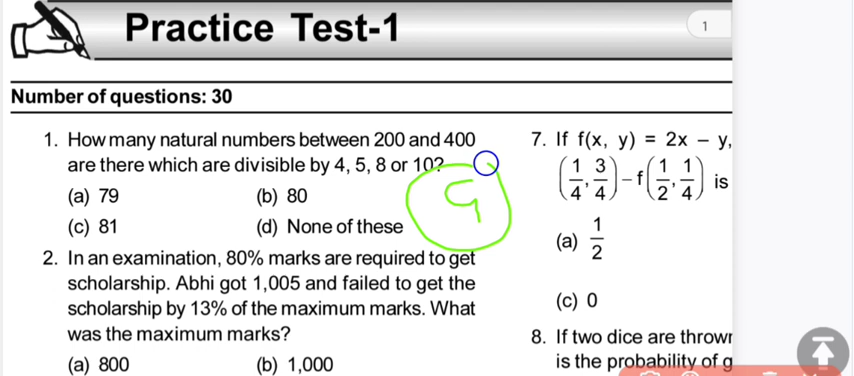 Practice Test-1
1
Number of questions: 30
1. How many natural numbers between 200 and 400
are there which are divisible by 4, 5, 8 or 10?
(a) 79 (b) 80
(c) 81 (d) None of these
2. In an examination, 80% marks are required to get
scholarship. Abhi got 1,005 and failed to get the
scholarship by 13% of the maximum marks. What
was the maximum marks?
(a) 800 (b) 1,000
7. If f(x, y) = 2x – y,
(1/4, 3/4) – f(1/2, 1/4) is
(a) 1/2
(c) 0
8. If two dice are thrown
is the probability of g